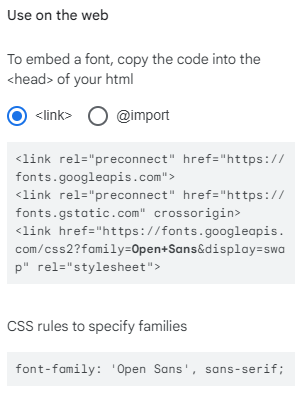 Use on the web
To embed a font, copy the code into the
<head> of your html
<link> @import
<link rel="preconnect" href="https://
fonts.googleapis.com">
<link rel="preconnect" href="https://
fonts.gstatic.com" crossorigin>
<link href="https://fonts.googleapis.
com/css2?family=Open+Sans&display=swa
p" rel="stylesheet">
CSS rules to specify families
font-family: 'Open Sans', sans-serif;